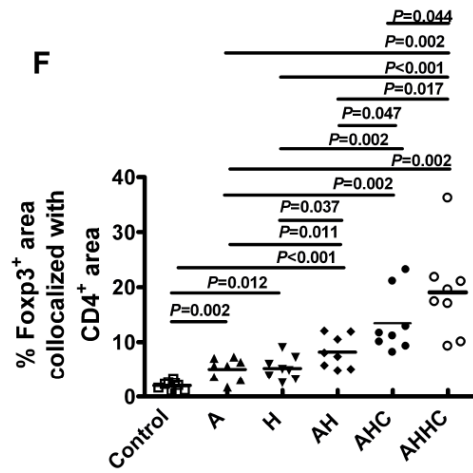 F
P=0.044
P=0.002
P<0.001
P=0.017
P=0.047
P=0.002
P=0.002
P=0.002
P=0.037
P=0.011
P<0.001
P=0.012
P=0.002
% Foxp3⁺ area
collocalized with
CD4⁺ area
40
30
20
10
0
Control
A
H
AH
AHC
AHHC